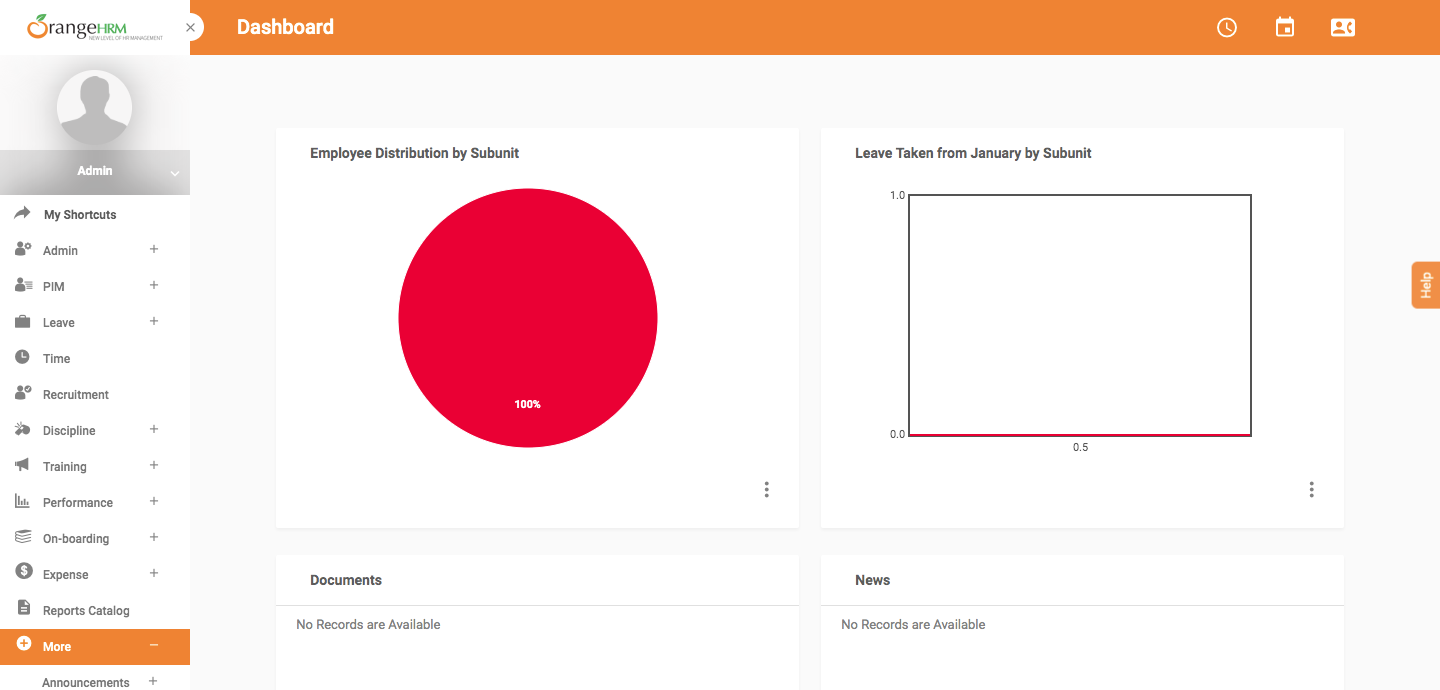 OrangeHRM
NEW LEVEL OF HR MANAGEMENT
Dashboard
Admin
My Shortcuts
Admin
PIM
Leave
Time
Recruitment
Discipline
Training
Performance
On-boarding
Expense
Reports Catalog
More
Announcements
Employee Distribution by Subunit
100%
Leave Taken from January by Subunit
1.0
0.0
0.5
Documents
No Records are Available
News
No Records are Available
Help